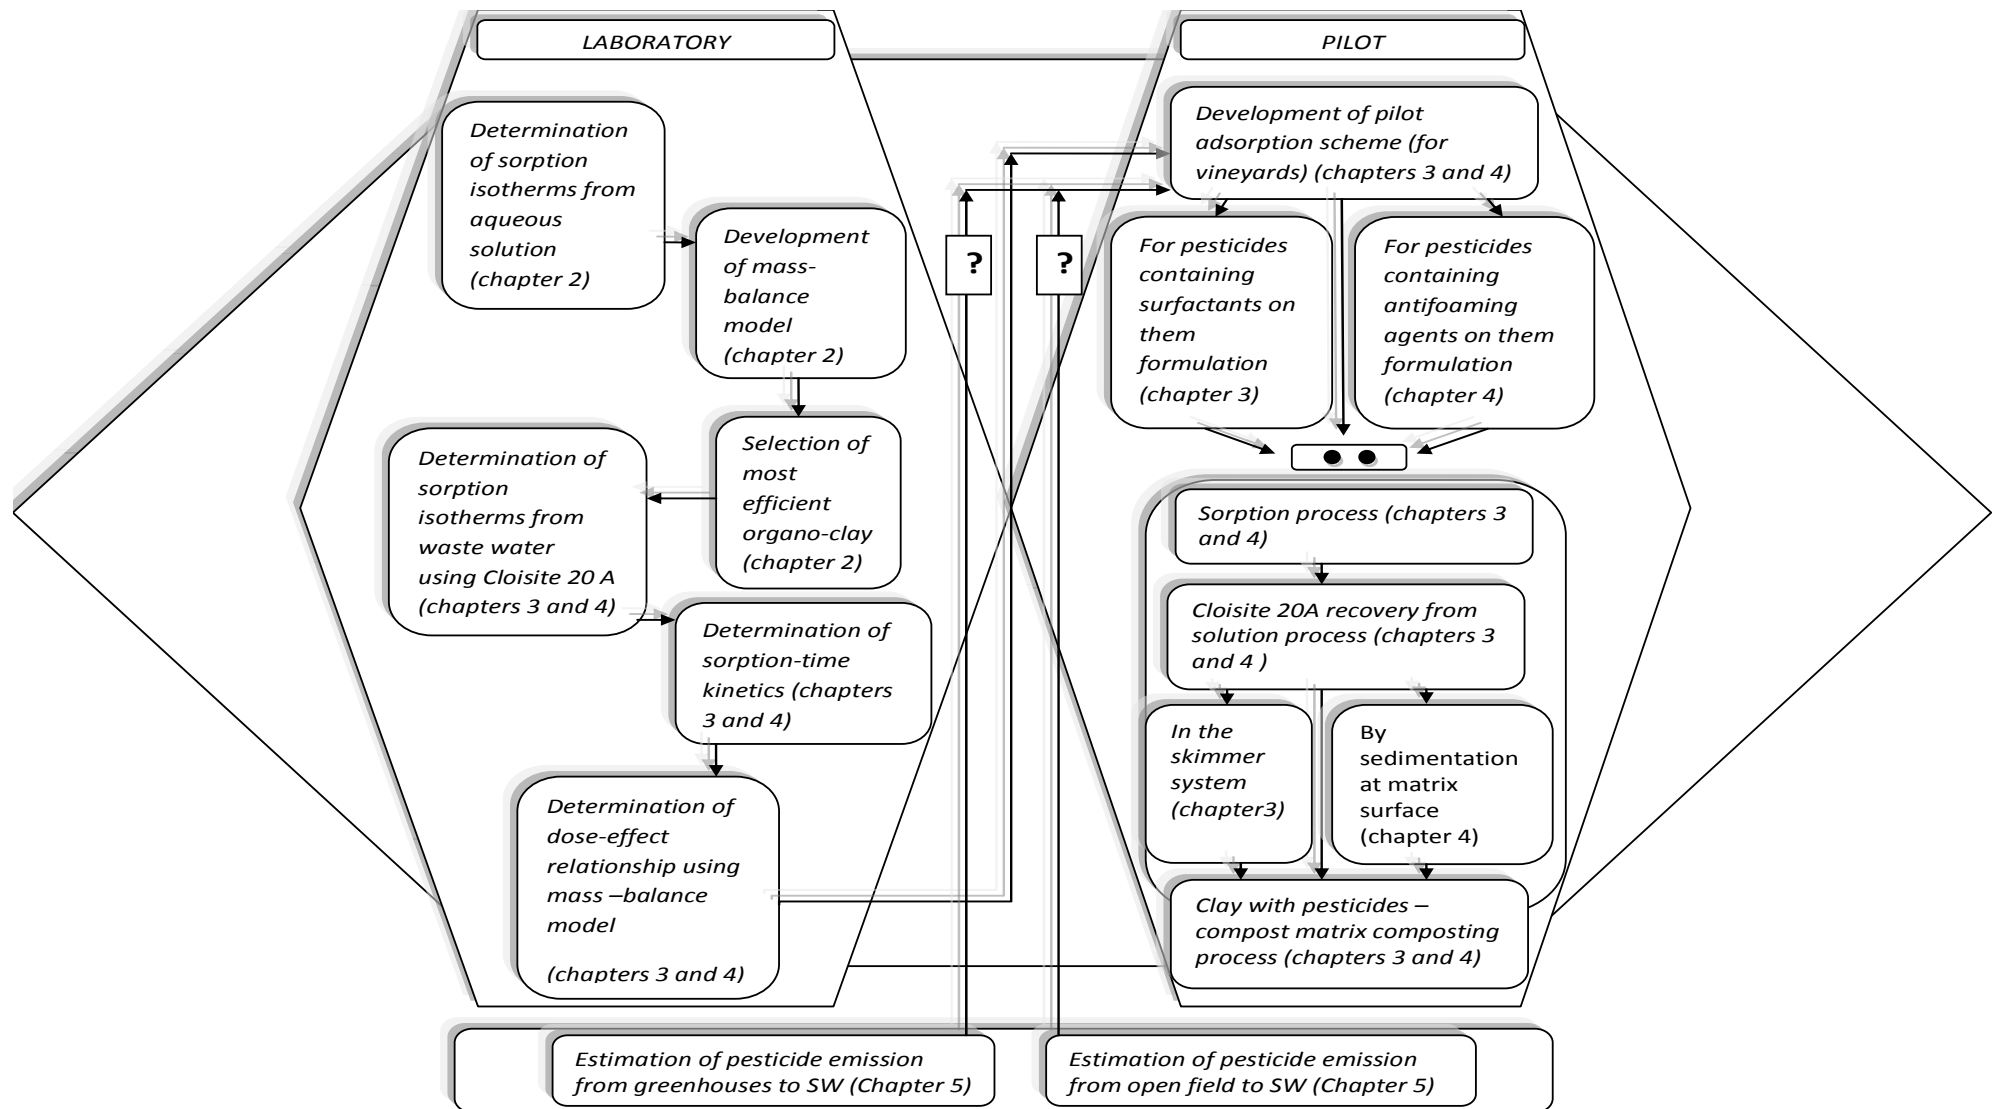 LABORATORY
Determination
of sorption
isotherms from
aqueous
solution
(chapter 2)
Development
of mass-
balance
model
(chapter 2)
Selection of
most
efficient
organo-clay
(chapter 2)
Determination of
sorption
isotherms from
waste water
using Cloisite 20 A
(chapters 3 and 4)
Determination of
sorption-time
kinetics (chapters
3 and 4)
Determination of
dose-effect
relationship using
mass –balance
model
(chapters 3 and 4)
?
?
PILOT
Development of pilot
adsorption scheme (for
vineyards) (chapters 3 and 4)
For pesticides
containing
surfactants on
them
formulation
(chapter 3)
For pesticides
containing
antifoaming
agents on them
formulation
(chapter 4)
Sorption process (chapters 3
and 4)
Cloisite 20A recovery from
solution process (chapters 3
and 4 )
In the
skimmer
system
(chapter3)
By
sedimentation
at matrix
surface
(chapter 4)
Clay with pesticides –
compost matrix composting
process (chapters 3 and 4)
Estimation of pesticide emission
from greenhouses to SW (Chapter 5)
Estimation of pesticide emission
from open field to SW (Chapter 5)